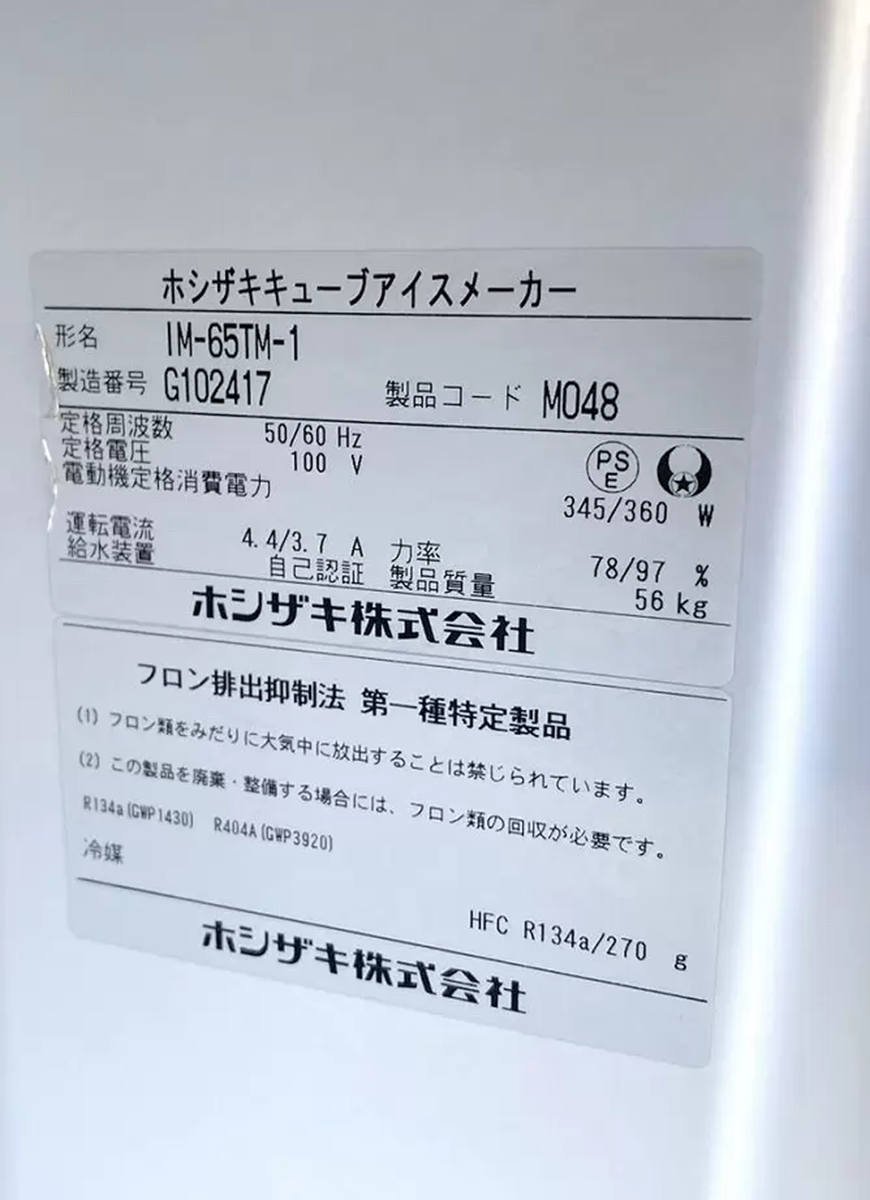 ホシザキキューブアイスメーカー
形名 IM-65TM-1
製造番号 G102417 製品コード M048
定格周波数 50/60 Hz
定格電圧 100 V
PS E
電動機定格消費電力 345/360 W
運転電流 4.4/3.7 A 力率 78/97 %
給水装置 自己認証 製品質量 56 kg
ホシザキ株式会社
フロン排出抑制法 第一種特定製品
(1) フロン類をみだりに大気中に放出することは禁じられています。
(2) この製品を廃棄・整備する場合には、フロン類の回収が必要です。
R134a(GWP1430) R404A(GWP3920)
冷媒
HFC R134a/270 g
ホシザキ株式会社